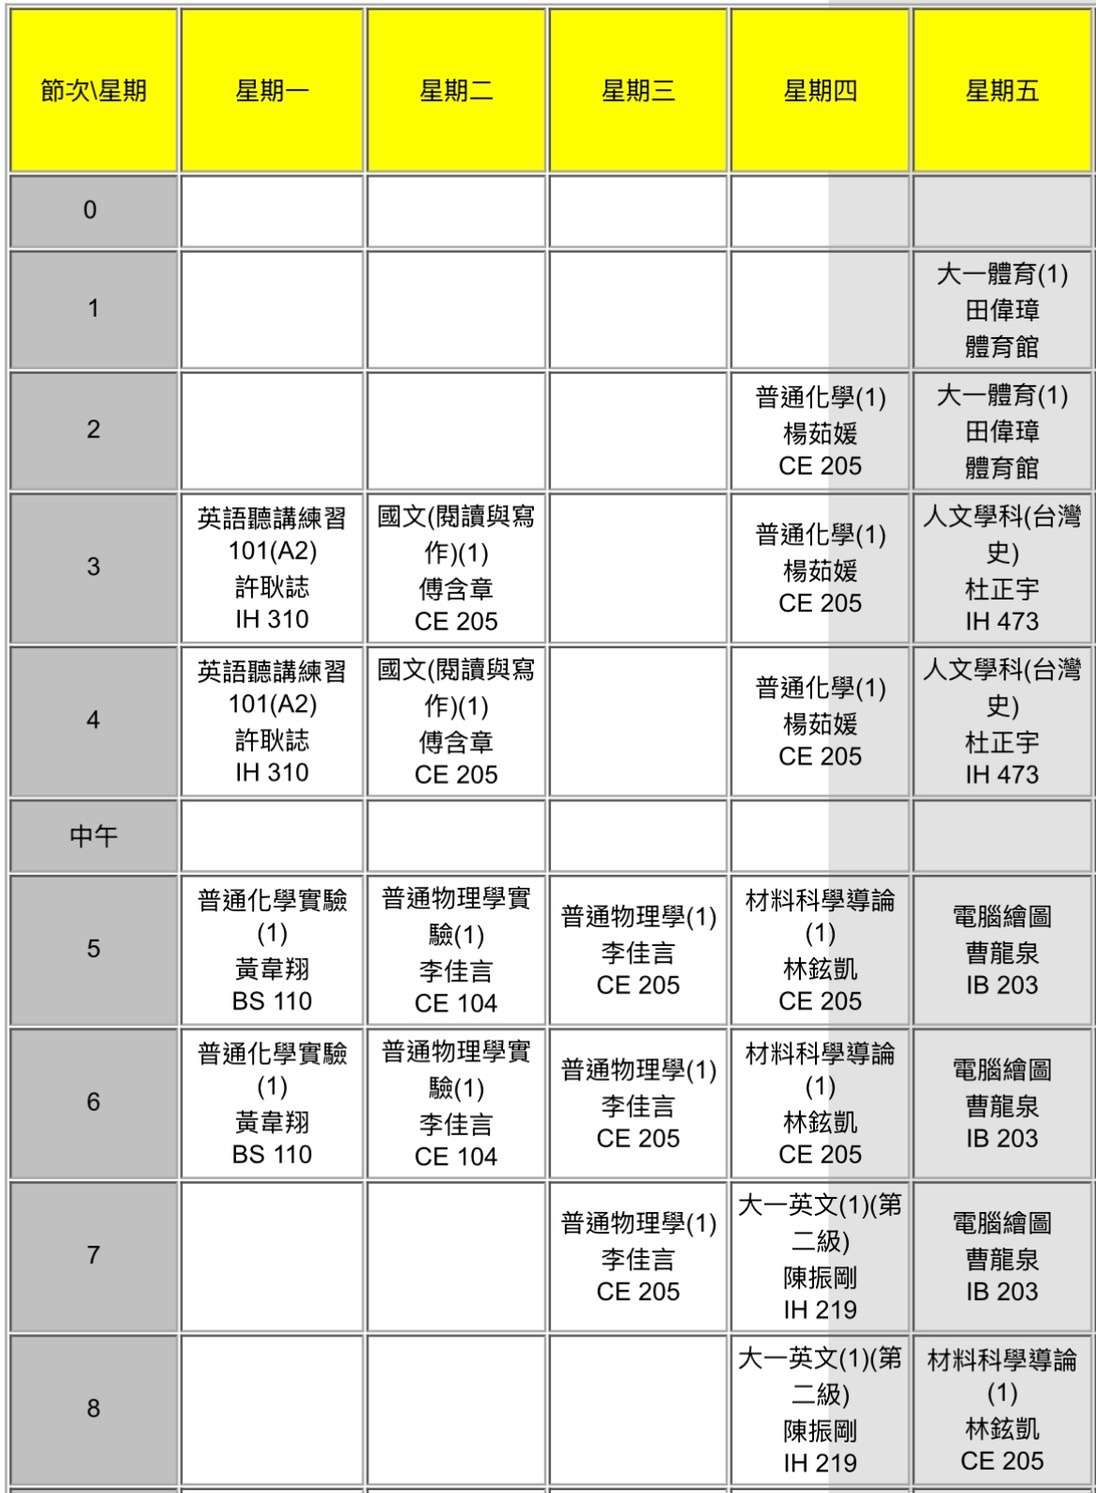 節次\星期 星期一 星期二 星期三 星期四 星期五
0
1
大一體育(1)
田偉璋
體育館
2
普通化學(1)
楊茹媛
CE 205
大一體育(1)
田偉璋
體育館
3
英語聽講練習
101(A2)
許耿誌
IH 310
國文(閱讀與寫
作)(1)
傅含章
CE 205
普通化學(1)
楊茹媛
CE 205
人文學科(台灣
史)
杜正宇
IH 473
4
英語聽講練習
101(A2)
許耿誌
IH 310
國文(閱讀與寫
作)(1)
傅含章
CE 205
普通化學(1)
楊茹媛
CE 205
人文學科(台灣
史)
杜正宇
IH 473
中午
5
普通化學實驗
(1)
黃韋翔
BS 110
普通物理學實
驗(1)
李佳言
CE 104
普通物理學(1)
李佳言
CE 205
材料科學導論
(1)
林鉉凱
CE 205
電腦繪圖
曹龍泉
IB 203
6
普通化學實驗
(1)
黃韋翔
BS 110
普通物理學實
驗(1)
李佳言
CE 104
普通物理學(1)
李佳言
CE 205
材料科學導論
(1)
林鉉凱
CE 205
電腦繪圖
曹龍泉
IB 203
7
普通物理學(1)
李佳言
CE 205
大一英文(1)(第
二級)
陳振剛
IH 219
電腦繪圖
曹龍泉
IB 203
8
大一英文(1)(第
二級)
陳振剛
IH 219
材料科學導論
(1)
林鉉凱
CE 205